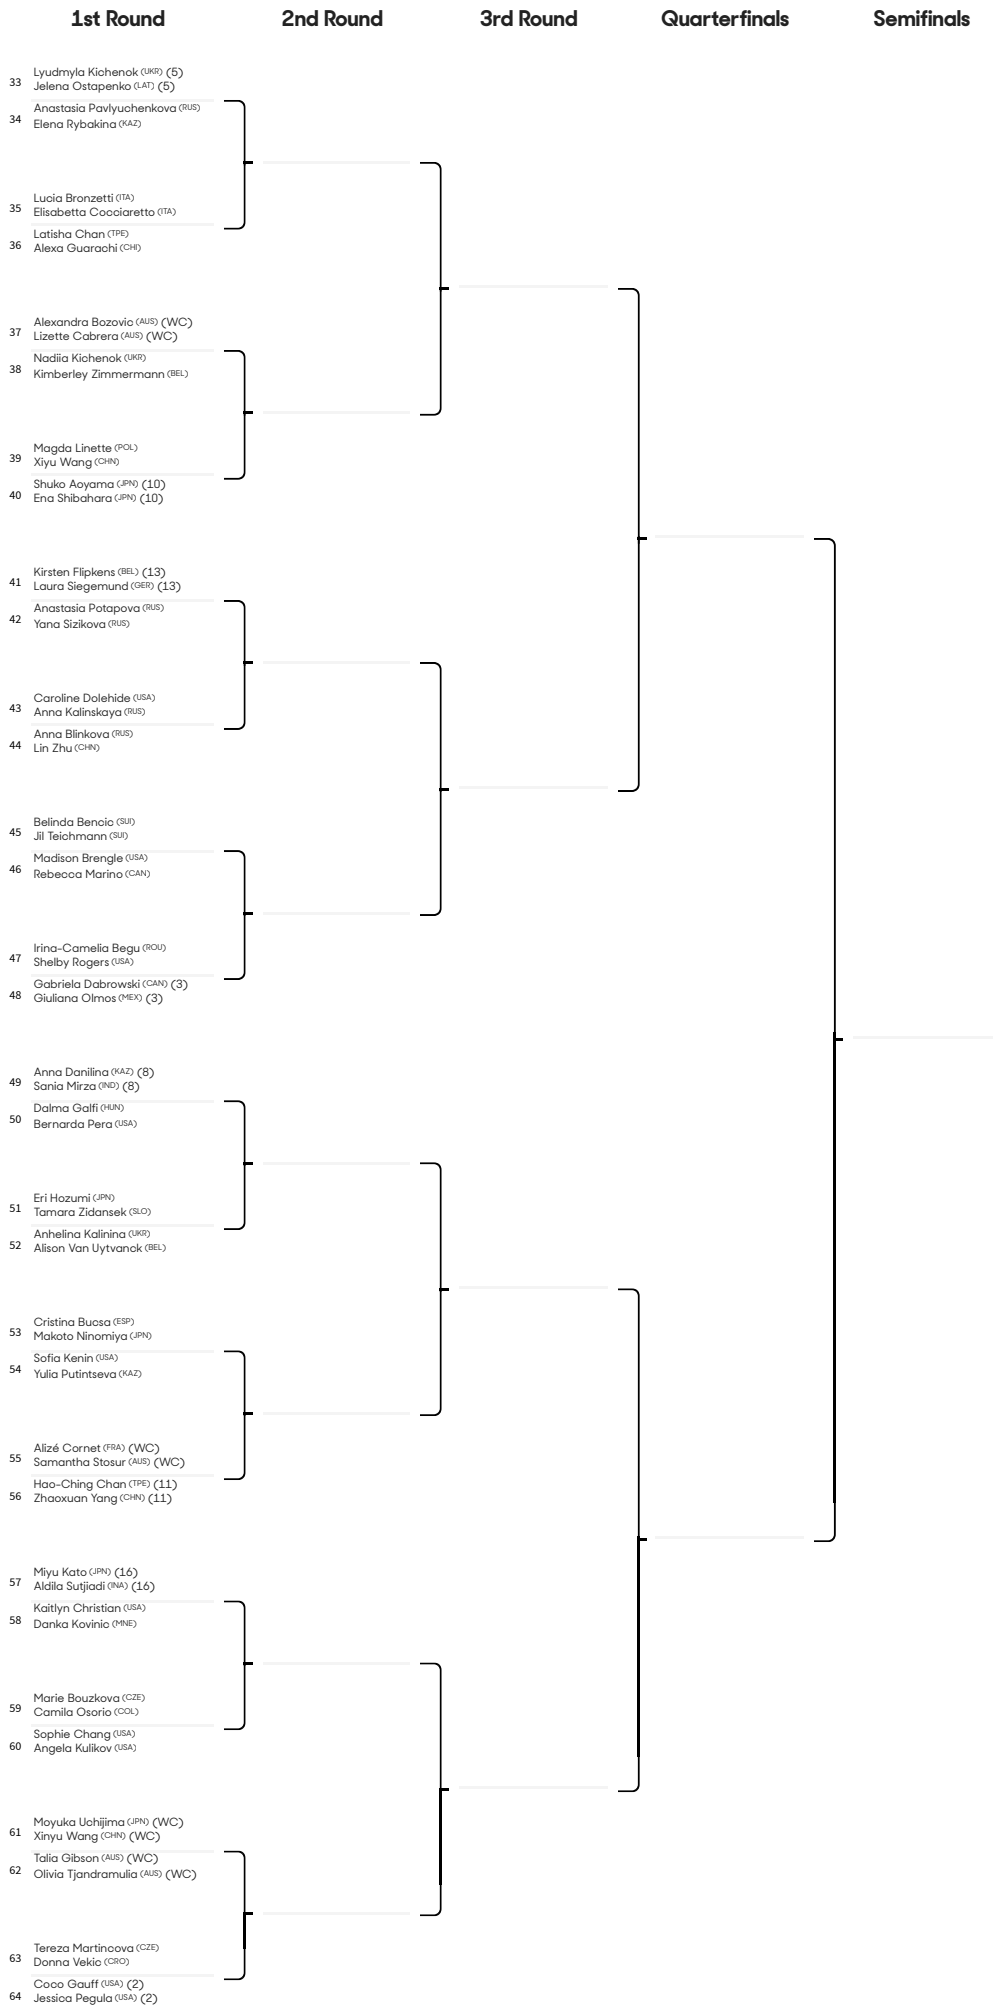 1st Round 2nd Round 3rd Round Quarterfinals Semifinals
33 Lyudmyla Kichenok (UKR) (5)
Jelena Ostapenko (LAT) (5)
34 Anastasia Pavlyuchenkova (RUS)
Elena Rybakina (KAZ)
35 Lucia Bronzetti (ITA)
Elisabetta Cocciaretto (ITA)
36 Latisha Chan (TPE)
Alexa Guarachi (CHI)
37 Alexandra Bozovic (AUS) (WC)
Lizette Cabrera (AUS) (WC)
38 Nadiia Kichenok (UKR)
Kimberley Zimmermann (BEL)
39 Magda Linette (POL)
Xiyu Wang (CHN)
40 Shuko Aoyama (JPN) (10)
Ena Shibahara (JPN) (10)
41 Kirsten Flipkens (BEL) (13)
Laura Siegemund (GER) (13)
42 Anastasia Potapova (RUS)
Yana Sizikova (RUS)
43 Caroline Dolehide (USA)
Anna Kalinskaya (RUS)
44 Anna Blinkova (RUS)
Lin Zhu (CHN)
45 Belinda Bencic (SUI)
Jil Teichmann (SUI)
46 Madison Brengle (USA)
Rebecca Marino (CAN)
47 Irina-Camelia Begu (ROU)
Shelby Rogers (USA)
48 Gabriela Dabrowski (CAN) (3)
Giuliana Olmos (MEX) (3)
49 Anna Danilina (KAZ) (8)
Sania Mirza (IND) (8)
50 Dalma Galfi (HUN)
Bernarda Pera (USA)
51 Eri Hozumi (JPN)
Tamara Zidansek (SLO)
52 Anhelina Kalinina (UKR)
Alison Van Uytvanck (BEL)
53 Cristina Bucsa (ESP)
Makoto Ninomiya (JPN)
54 Sofia Kenin (USA)
Yulia Putintseva (KAZ)
55 Alizé Cornet (FRA) (WC)
Samantha Stosur (AUS) (WC)
56 Hao-Ching Chan (TPE) (11)
Zhaoxuan Yang (CHN) (11)
57 Miyu Kato (JPN) (16)
Aldila Sutjiadi (INA) (16)
58 Kaitlyn Christian (USA)
Danka Kovinic (MNE)
59 Marie Bouzkova (CZE)
Camila Osorio (COL)
60 Sophie Chang (USA)
Angela Kulikov (USA)
61 Moyuka Uchijima (JPN) (WC)
Xinyu Wang (CHN) (WC)
62 Talia Gibson (AUS) (WC)
Olivia Tjandramulia (AUS) (WC)
63 Tereza Martincova (CZE)
Donna Vekic (CRO)
64 Coco Gauff (USA) (2)
Jessica Pegula (USA) (2)